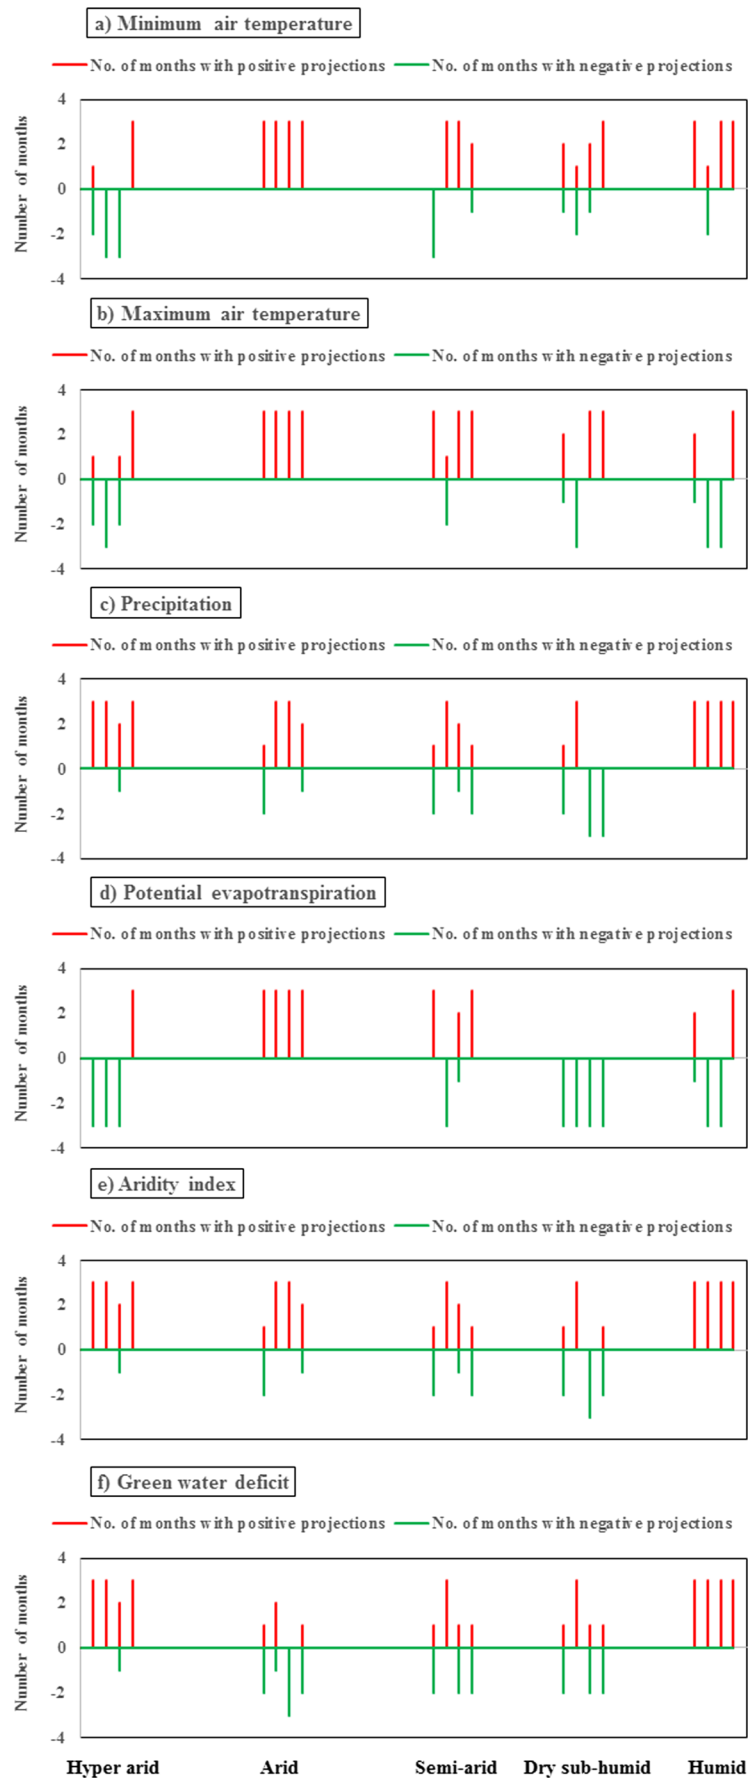 a) Minimum air temperature
No. of months with positive projections No. of months with negative projections
Number of months
4
2
0
-2
-4
b) Maximum air temperature
No. of months with positive projections No. of months with negative projections
Number of months
4
2
0
-2
-4
c) Precipitation
No. of months with positive projections No. of months with negative projections
Number of months
4
2
0
-2
-4
d) Potential evapotranspiration
No. of months with positive projections No. of months with negative projections
Number of months
4
2
0
-2
-4
e) Aridity index
No. of months with positive projections No. of months with negative projections
Number of months
4
2
0
-2
-4
f) Green water deficit
No. of months with positive projections No. of months with negative projections
Number of months
4
2
0
-2
-4
Hyper arid Arid Semi-arid Dry sub-humid Humid